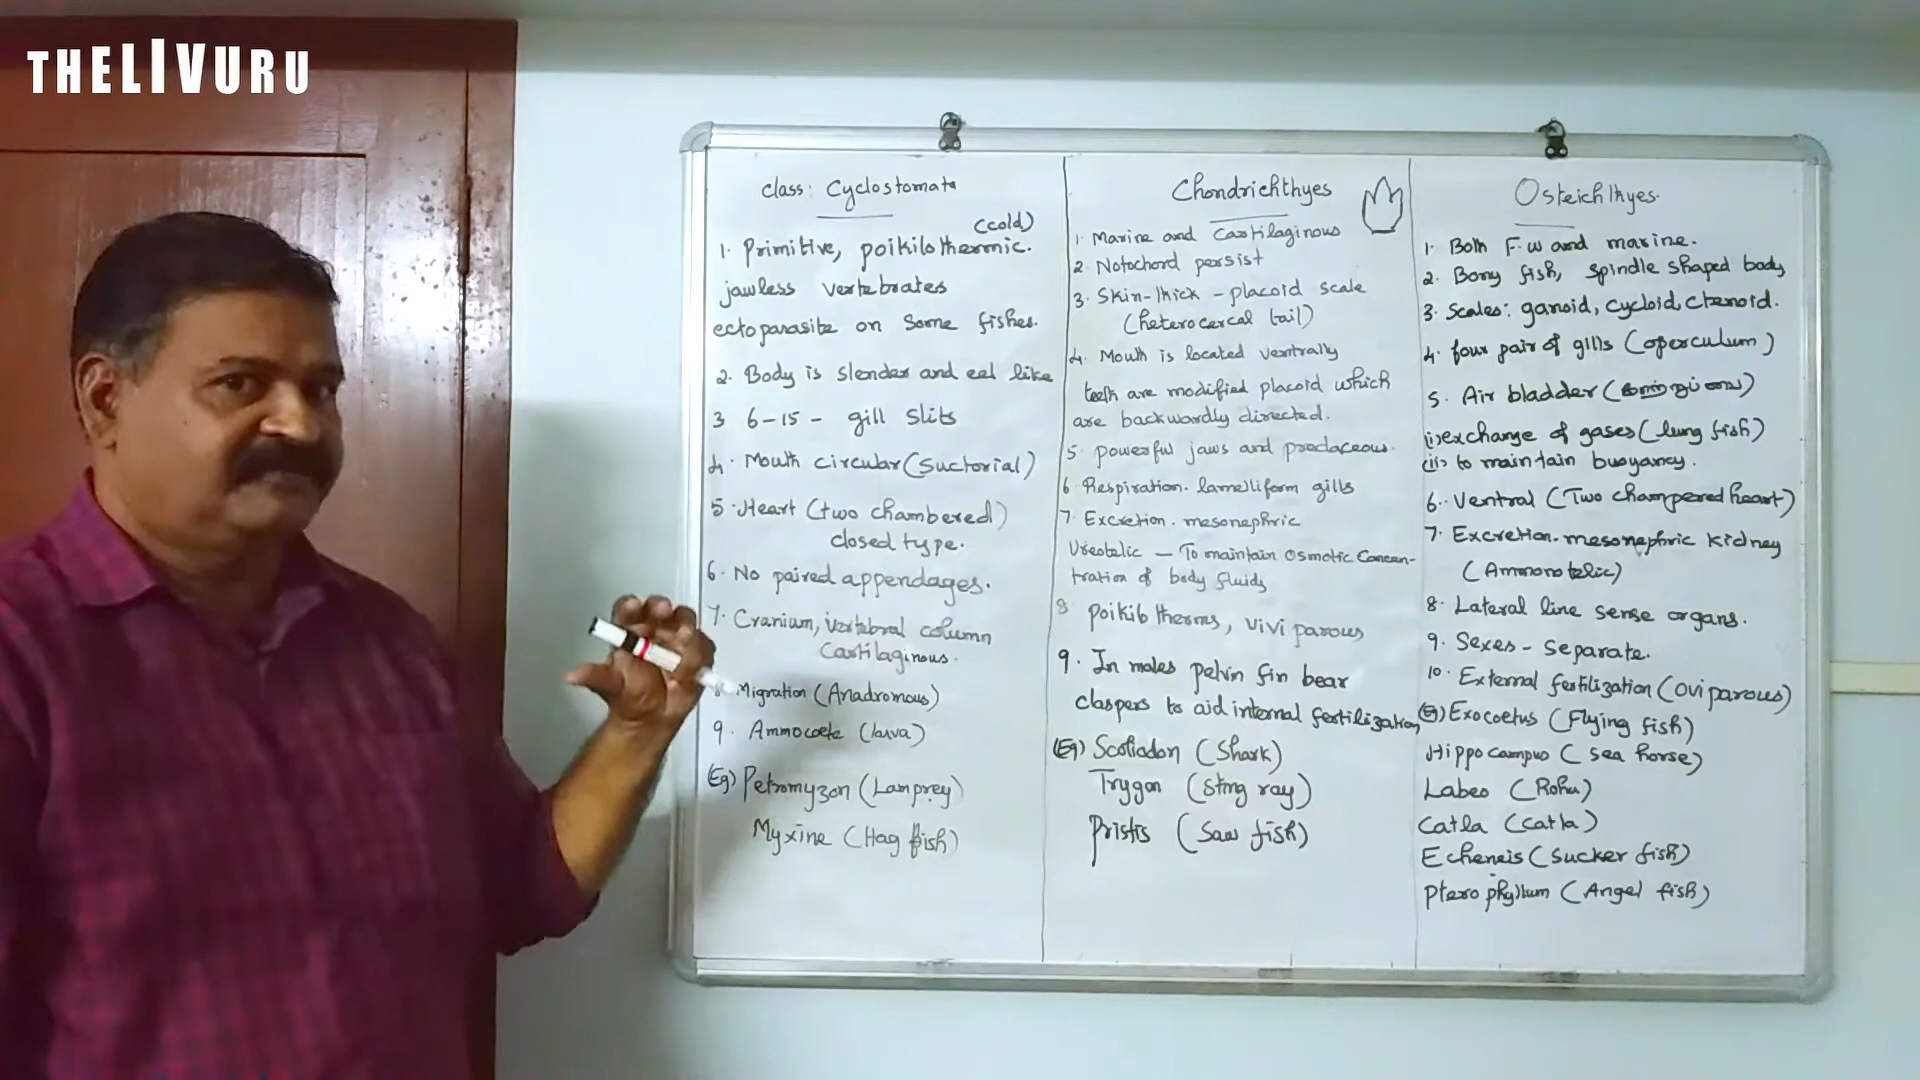 THELIVURU
class: Cyclostomata
(cold)
1. Primitive, poikilothermic.
jawless vertebrates
ectoparasite on some fishes.
2. Body is slender and eel like
3 6-15 - gill slits
4. Mouth circular (suctorial)
5. Heart (two chambered)
closed type.
6. No paired appendages.
7. Cranium, vertebral column
Cartilaginous.
8. Migration (Anadromous)
9. Ammocoete (larva)
(Eg) Petromyzon (Lamprey)
Myxine (Hag fish)
Chondrichthyes
1. Marine and Cartilaginous
2. Notochord persist
3. Skin-thick - placoid scale
(heterocercal tail)
4. Mouth is located ventrally
teeth are modified placoid which
are backwardly directed.
5 powerful jaws and predaceous.
6 Respiration. lamelliform gills
7. Excretion. mesonephric
Ureotelic - To maintain osmotic Concen-
tration of body fluids
8 poikilotherms, viviparous
9. In males pelvin fin bear
claspers to aid internal fertilization
(Eg) Scoliadon (Shark)
Trygon (Sting ray)
Pristis (Saw fish)
Osteichthyes.
1. Both F.w and marine.
2. Bony fish, spindle shaped body
3. Scales: ganoid, cycloid, ctenoid.
4. four pair of gills (operculum)
5. Air bladder
(i) exchange of gases (lung fish)
(ii) to maintain buoyancy.
6. Ventral (Two champered heart)
7. Excretion. mesonephric kidney
(Ammonotelic)
8. Lateral line sense organs.
9. Sexes - separate.
10. External fertilization (oviparous)
(Eg) Exocoetus (Flying fish)
Hippocampus (sea horse)
Labeo (Rohu)
Catla (Catla)
Echeneis (Sucker fish)
Pterophyllum (Angel fish)